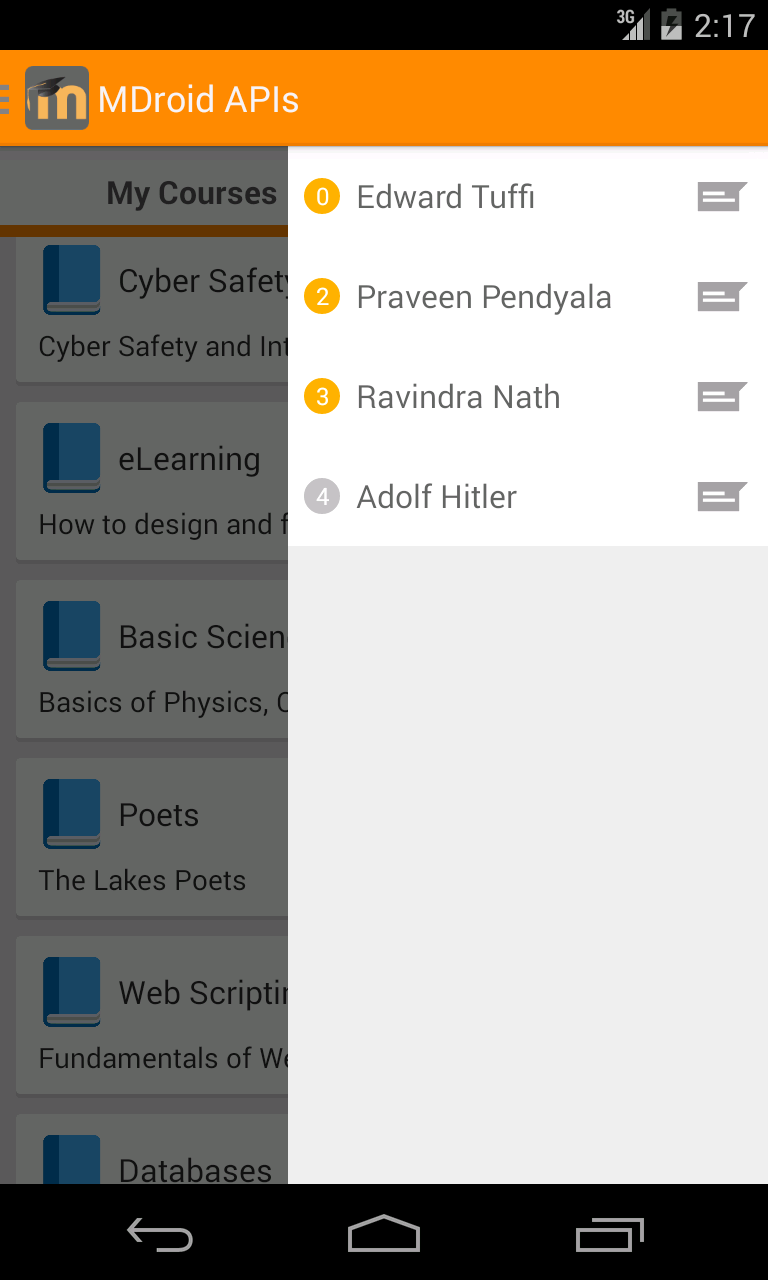 3G 2:17
m MDroid APIs
My Courses
Cyber Safety
Cyber Safety and Int
eLearning
How to design and f
Basic Scien
Basics of Physics, C
Poets
The Lakes Poets
Web Scriptin
Fundamentals of We
Databases
0 Edward Tuffi
2 Praveen Pendyala
3 Ravindra Nath
4 Adolf Hitler